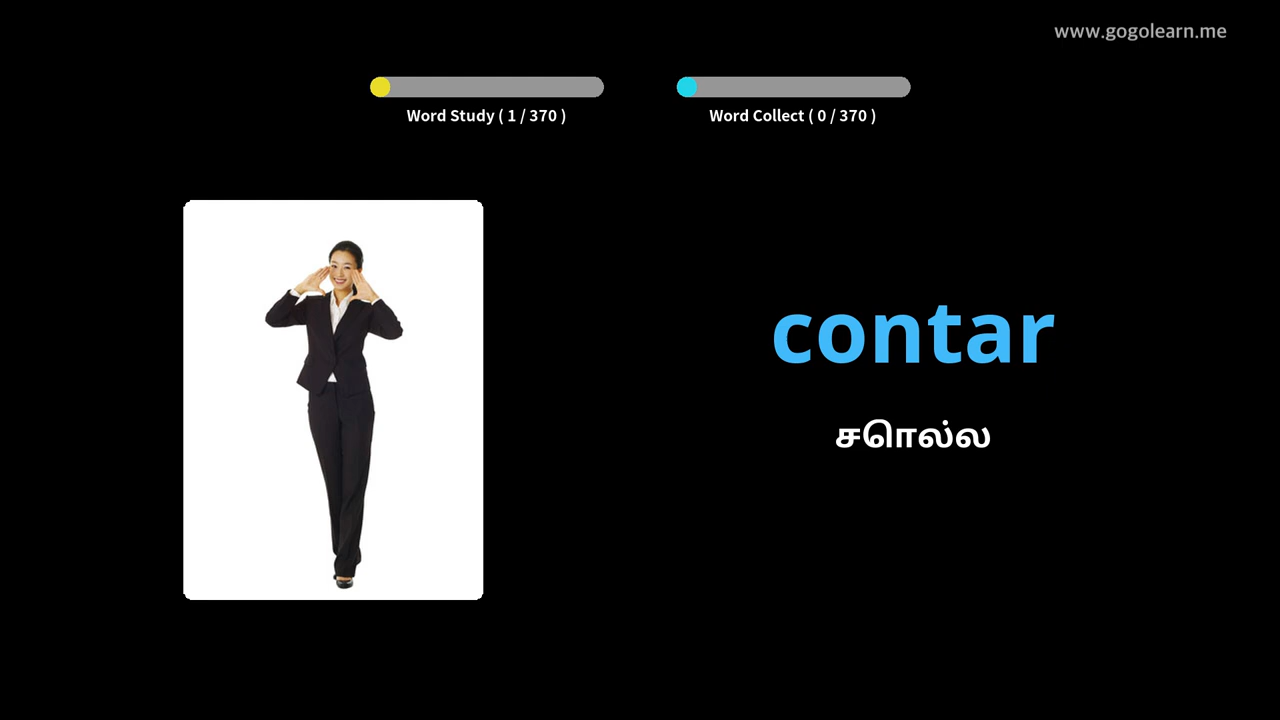 www.gogolearn.me
Word Study ( 1 / 370 )
Word Collect ( 0 / 370 )
contar
சொல்ல